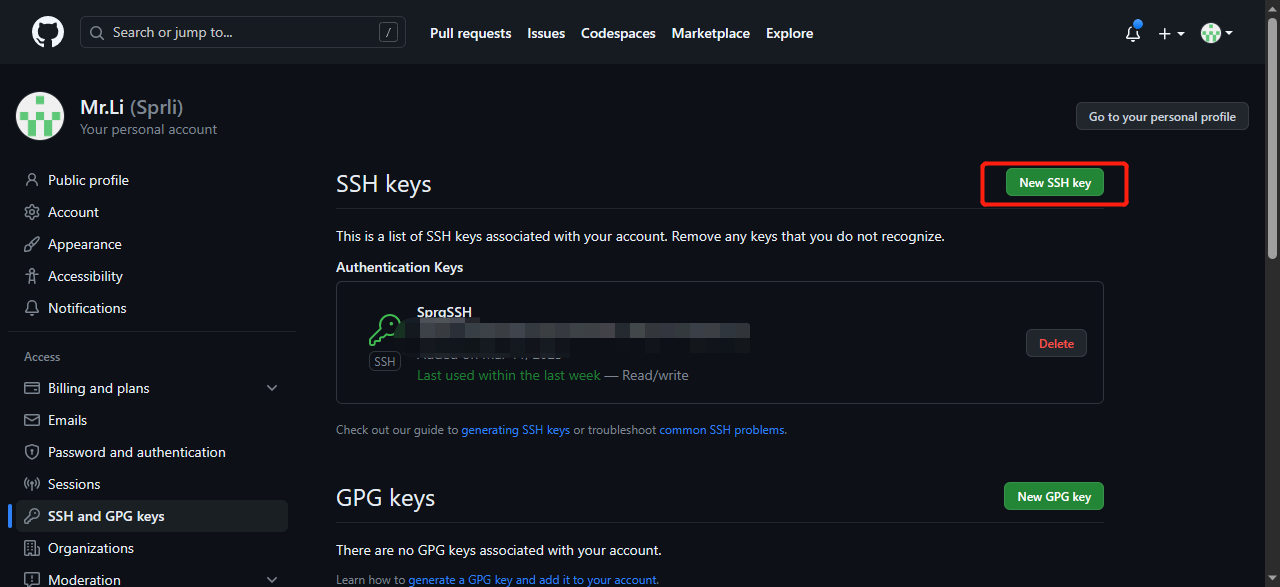 Search or jump to... /
Pull requests Issues Codespaces Marketplace Explore
Mr.Li (Sprli)
Your personal account
Go to your personal profile
Public profile
Account
Appearance
Accessibility
Notifications
Access
Billing and plans
Emails
Password and authentication
Sessions
SSH and GPG keys
Organizations
Moderation
SSH keys
New SSH key
This is a list of SSH keys associated with your account. Remove any keys that you do not recognize.
Authentication Keys
SprgSSH
SSH
Last used within the last week — Read/write
Delete
Check out our guide to generating SSH keys or troubleshoot common SSH problems.
GPG keys
New GPG key
There are no GPG keys associated with your account.
Learn how to generate a GPG key and add it to your account.